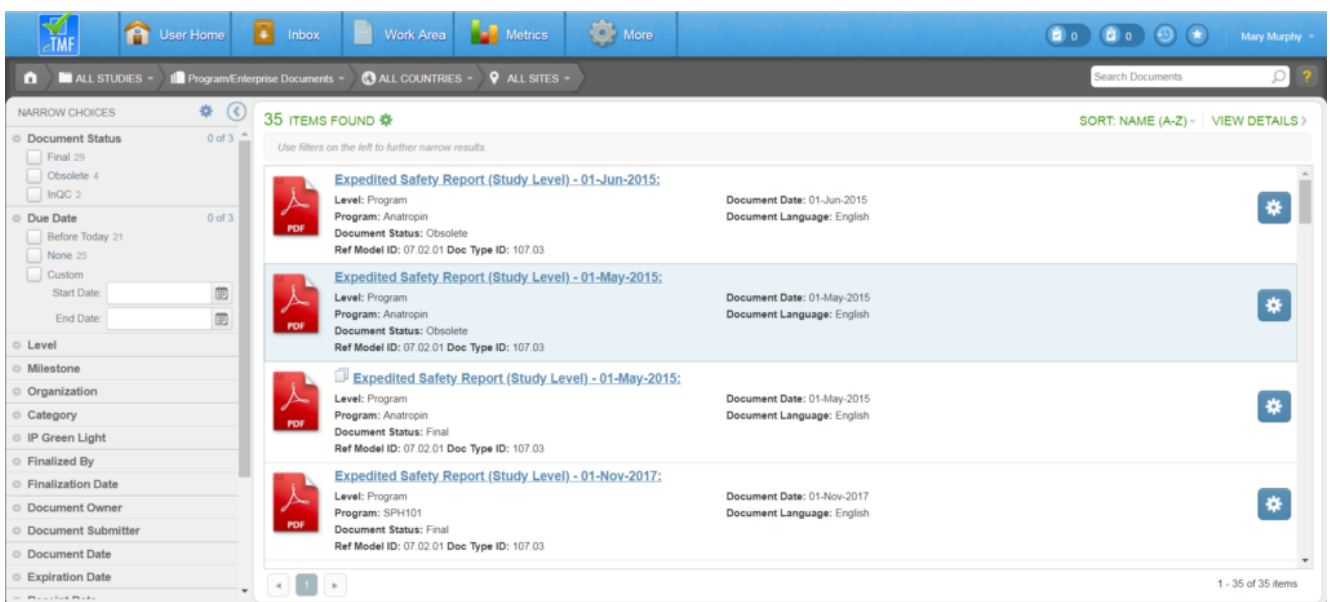 eTMF
User Home
Inbox
Work Area
Metrics
More
0
0
Mary Murphy
ALL STUDIES
Program/Enterprise Documents
ALL COUNTRIES
ALL SITES
Search Documents
?
NARROW CHOICES
Document Status 0 of 3
Final 29
Obsolete 4
InQC 2
Due Date 0 of 3
Before Today 21
None 25
Custom
Start Date:
End Date:
Level
Milestone
Organization
Category
IP Green Light
Finalized By
Finalization Date
Document Owner
Document Submitter
Document Date
Expiration Date
Receipt Date
35 ITEMS FOUND
SORT: NAME (A-Z)
VIEW DETAILS
Use filters on the left to further narrow results.
PDF
Expedited Safety Report (Study Level) - 01-Jun-2015:
Level: Program
Document Date: 01-Jun-2015
Program: Anatropin
Document Language: English
Document Status: Obsolete
Ref Model ID: 07.02.01 Doc Type ID: 107.03
PDF
Expedited Safety Report (Study Level) - 01-May-2015:
Level: Program
Document Date: 01-May-2015
Program: Anatropin
Document Language: English
Document Status: Obsolete
Ref Model ID: 07.02.01 Doc Type ID: 107.03
PDF
Expedited Safety Report (Study Level) - 01-May-2015:
Level: Program
Document Date: 01-May-2015
Program: Anatropin
Document Language: English
Document Status: Final
Ref Model ID: 07.02.01 Doc Type ID: 107.03
PDF
Expedited Safety Report (Study Level) - 01-Nov-2017:
Level: Program
Document Date: 01-Nov-2017
Program: SPH101
Document Language: English
Document Status: Final
Ref Model ID: 07.02.01 Doc Type ID: 107.03
1
1 - 35 of 35 items